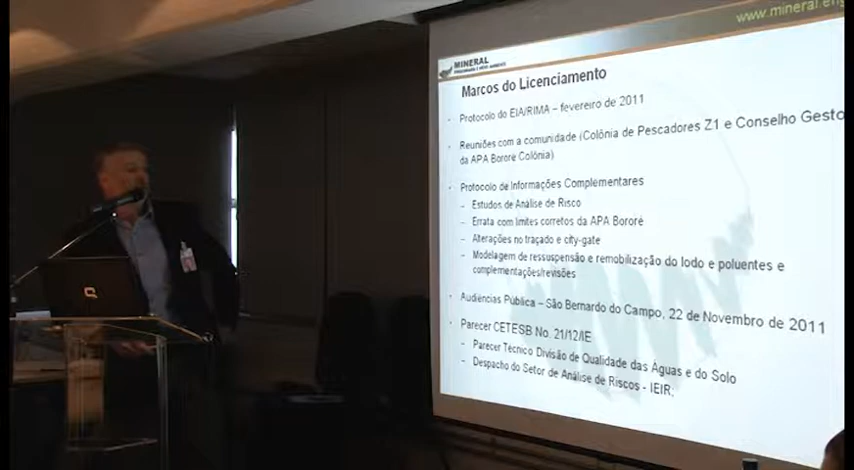 www.mineral.eng
MINERAL
Marcos do Licenciamento
Protocolo do EIA/RIMA – fevereiro de 2011
Reuniões com a comunidade (Colônia de Pescadores Z1 e Conselho Gesto
da APA Bororé Colônia)
Protocolo de Informações Complementares
– Estudos de Análise de Risco
– Errata com limites corretos da APA Bororé
– Alterações no traçado e city-gate
– Modelagem de ressuspensão e remobilização do lodo e poluentes e
complementações/revisões
Audiências Pública – São Bernardo do Campo, 22 de Novembro de 2011
Parecer CETESB No. 21/12/IE
– Parecer Técnico Divisão de Qualidade das Águas e do Solo
– Despacho do Setor de Análise de Riscos - IEIR;
hp